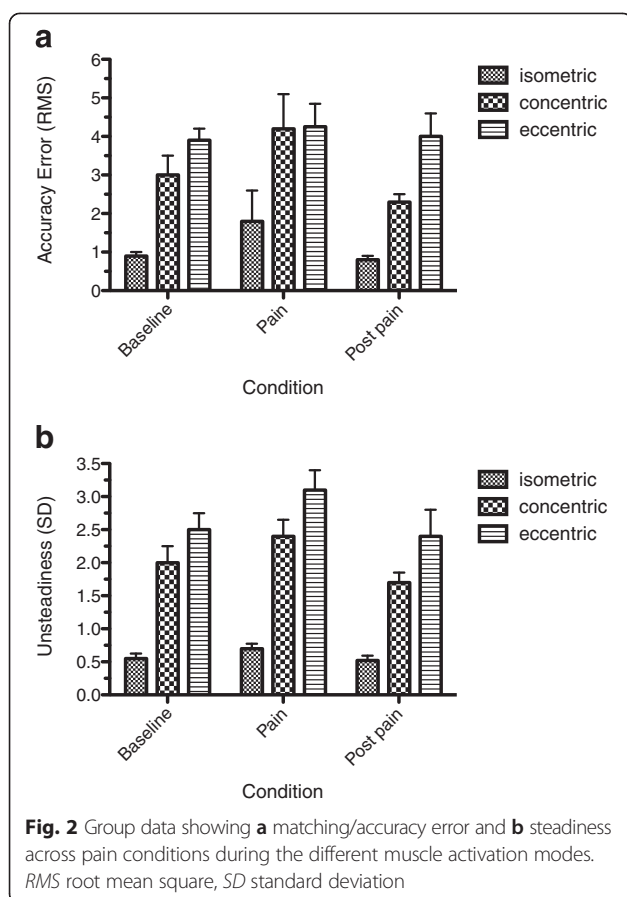 a
Accuracy Error (RMS)
6
5
4
3
2
1
0
Baseline
Pain
Post pain
Condition
isometric
concentric
eccentric
b
Unsteadiness (SD)
3.5
3.0
2.5
2.0
1.5
1.0
0.5
0.0
Baseline
Pain
Post pain
Condition
isometric
concentric
eccentric
Fig. 2 Group data showing a matching/accuracy error and b steadiness
across pain conditions during the different muscle activation modes.
RMS root mean square, SD standard deviation